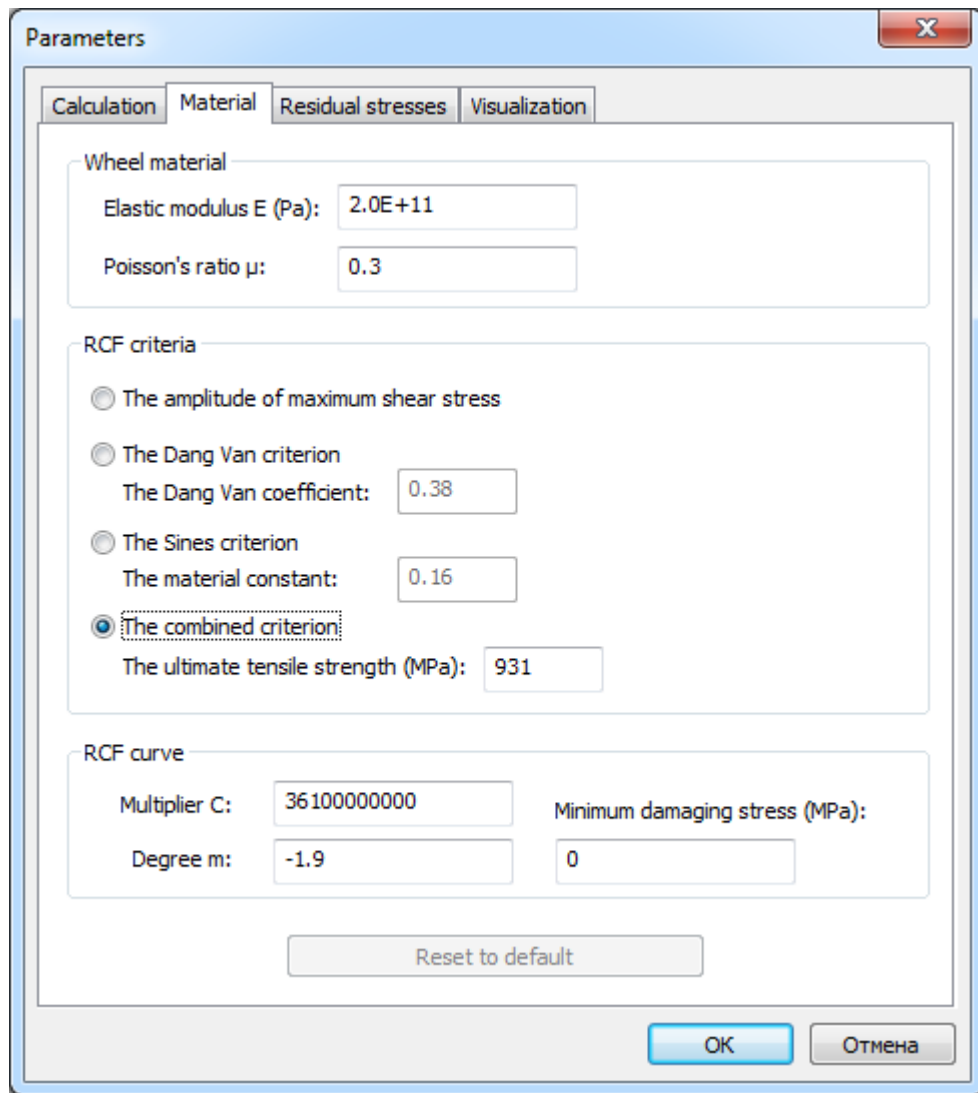 Parameters
Calculation Material Residual stresses Visualization
Wheel material
Elastic modulus E (Pa): 2.0E+11
Poisson's ratio μ: 0.3
RCF criteria
The amplitude of maximum shear stress
The Dang Van criterion
The Dang Van coefficient: 0.38
The Sines criterion
The material constant: 0.16
The combined criterion
The ultimate tensile strength (MPa): 931
RCF curve
Multiplier C: 36100000000
Minimum damaging stress (MPa):
Degree m: -1.9 0
Reset to default
OK Отмена